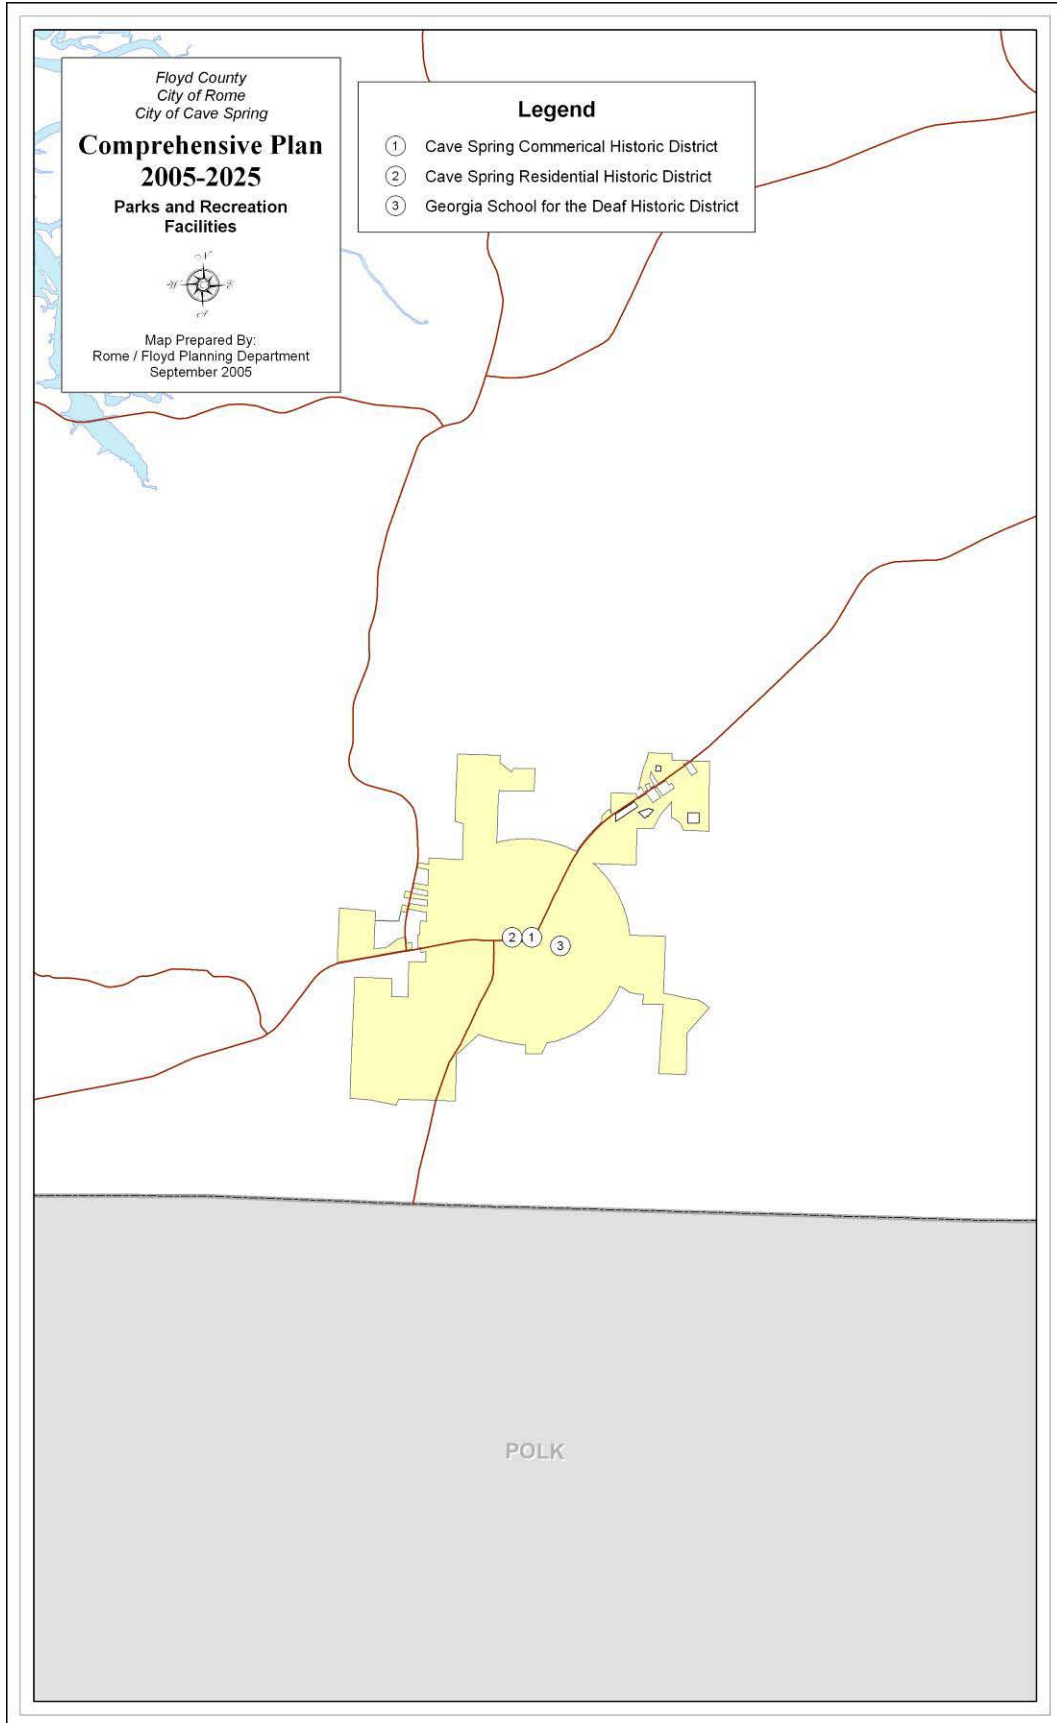 Floyd County
City of Rome
City of Cave Spring
Comprehensive Plan
2005-2025
Parks and Recreation
Facilities
N
W
E
S
Map Prepared By:
Rome / Floyd Planning Department
September 2005
Legend
1 Cave Spring Commerical Historic District
2 Cave Spring Residential Historic District
3 Georgia School for the Deaf Historic District
2 1 3
POLK